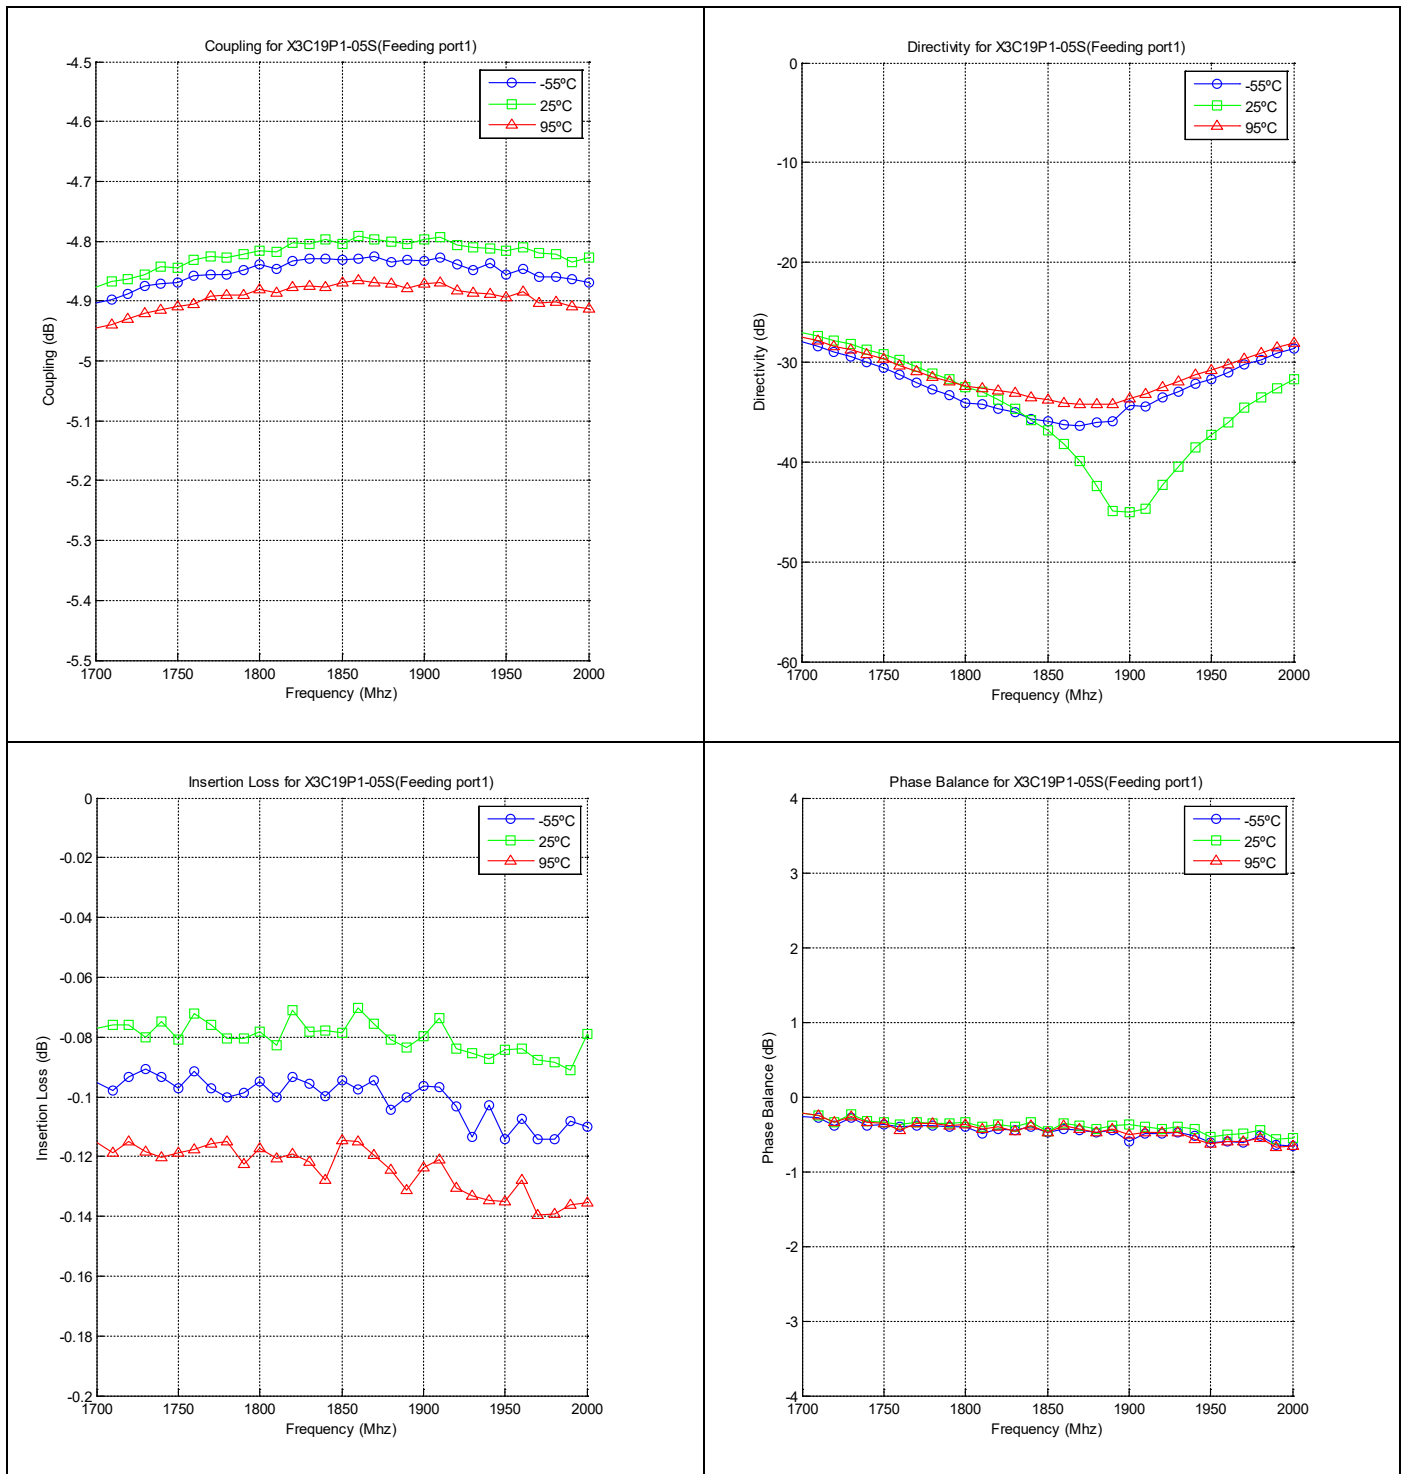 Coupling for X3C19P1-05S(Feeding port1)
-4.5
-4.6
-4.7
-4.8
-4.9
-5
-5.1
-5.2
-5.3
-5.4
-5.5
Coupling (dB)
-55ºC
25ºC
95ºC
1700 1750 1800 1850 1900 1950 2000
Frequency (Mhz)
Directivity for X3C19P1-05S(Feeding port1)
0
-10
-20
-30
-40
-50
-60
Directivity (dB)
-55ºC
25ºC
95ºC
1700 1750 1800 1850 1900 1950 2000
Frequency (Mhz)
Insertion Loss for X3C19P1-05S(Feeding port1)
0
-0.02
-0.04
-0.06
-0.08
-0.1
-0.12
-0.14
-0.16
-0.18
-0.2
Insertion Loss (dB)
-55ºC
25ºC
95ºC
1700 1750 1800 1850 1900 1950 2000
Frequency (Mhz)
Phase Balance for X3C19P1-05S(Feeding port1)
4
3
2
1
0
-1
-2
-3
-4
Phase Balance (dB)
-55ºC
25ºC
95ºC
1700 1750 1800 1850 1900 1950 2000
Frequency (Mhz)